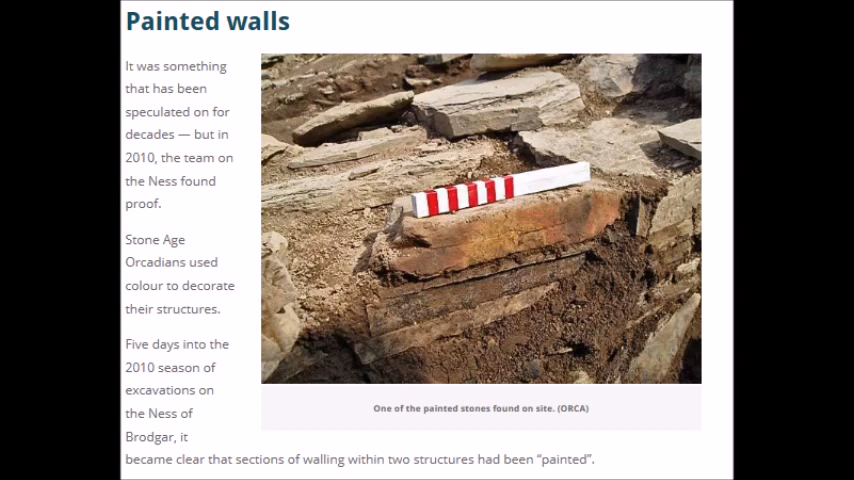 Painted walls
It was something
that has been
speculated on for
decades — but in
2010, the team on
the Ness found
proof.
Stone Age
Orcadians used
colour to decorate
their structures.
Five days into the
2010 season of
excavations on
the Ness of
Brodgar, it
became clear that sections of walling within two structures had been “painted”.
One of the painted stones found on site. (ORCA)